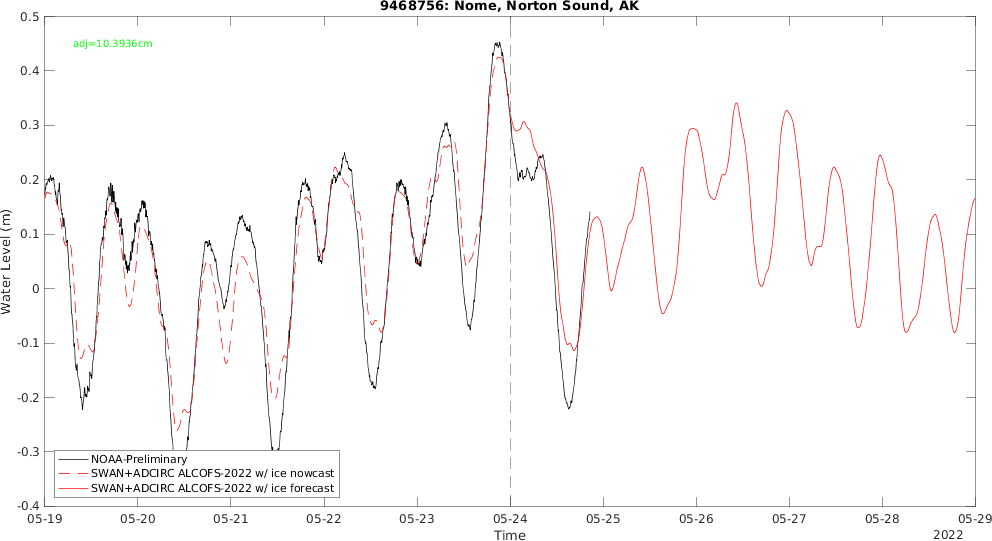 9468756: Nome, Norton Sound, AK
adj=10.3936cm
Water Level (m)
0.5
0.4
0.3
0.2
0.1
0
-0.1
-0.2
-0.3
-0.4
NOAA-Preliminary
SWAN+ADCIRC ALCOFS-2022 w/ ice nowcast
SWAN+ADCIRC ALCOFS-2022 w/ ice forecast
05-19 05-20 05-21 05-22 05-23 05-24 05-25 05-26 05-27 05-28 05-29
Time
2022